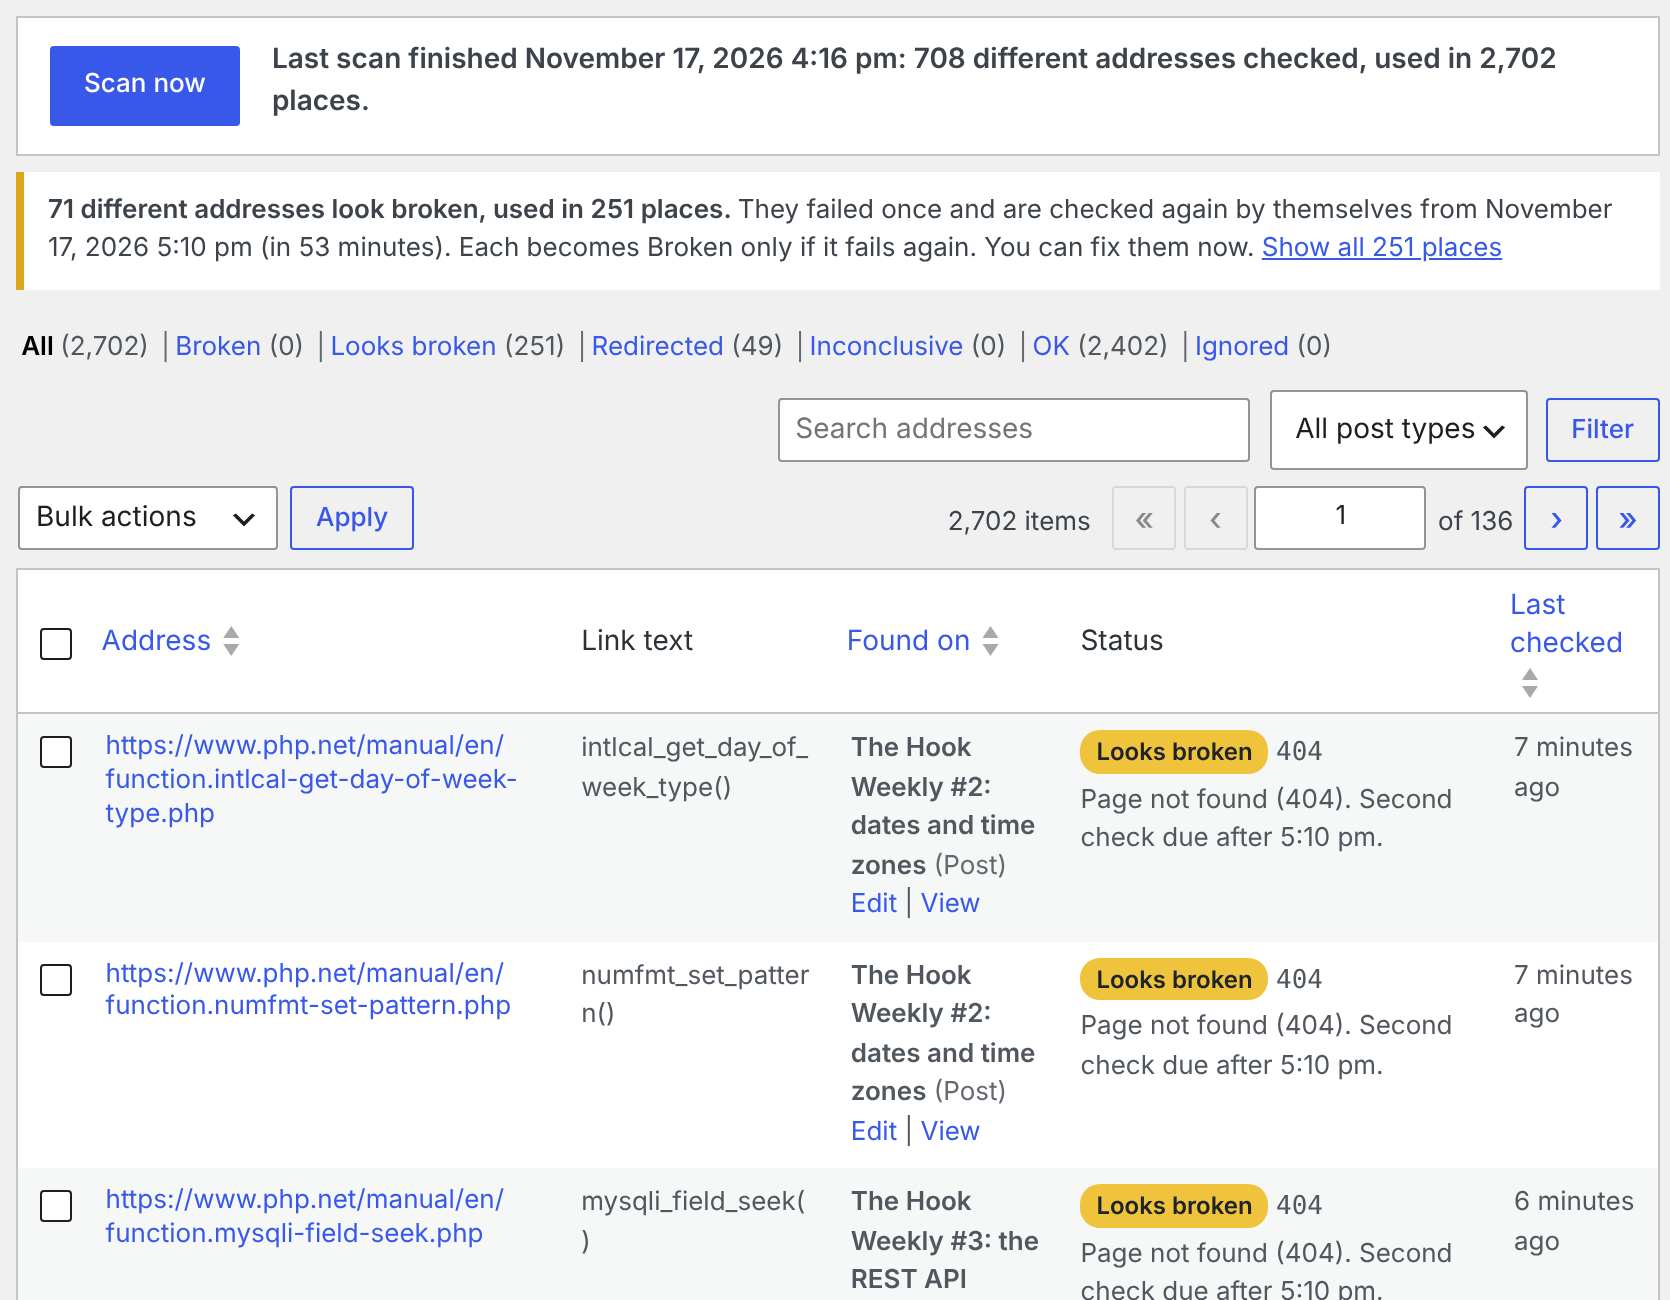 Scan now
Last scan finished November 17, 2026 4:16 pm: 708 different addresses checked, used in 2,702
places.
71 different addresses look broken, used in 251 places. They failed once and are checked again by themselves from November
17, 2026 5:10 pm (in 53 minutes). Each becomes Broken only if it fails again. You can fix them now. Show all 251 places
All (2,702) | Broken (0) | Looks broken (251) | Redirected (49) | Inconclusive (0) | OK (2,402) | Ignored (0)
Search addresses
All post types
Filter
Bulk actions
Apply
2,702 items « ‹ 1 of 136 › »
Address
Link text
Found on
Status
Last
checked
https://www.php.net/manual/en/
function.intlcal-get-day-of-week-
type.php
intlcal_get_day_of_
week_type()
The Hook
Weekly #2:
dates and time
zones (Post)
Edit | View
Looks broken 404
Page not found (404). Second
check due after 5:10 pm.
7 minutes
ago
https://www.php.net/manual/en/
function.numfmt-set-pattern.php
numfmt_set_patter
n()
The Hook
Weekly #2:
dates and time
zones (Post)
Edit | View
Looks broken 404
Page not found (404). Second
check due after 5:10 pm.
7 minutes
ago
https://www.php.net/manual/en/
function.mysqli-field-seek.php
mysqli_field_seek(
)
The Hook
Weekly #3: the
REST API
Looks broken 404
Page not found (404). Second
check due after 5:10 pm.
6 minutes
ago